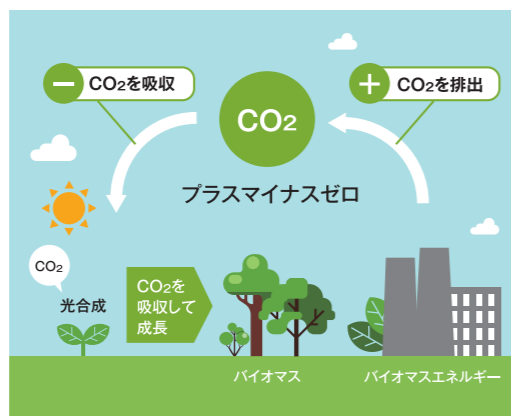 CO2を吸収
CO2を排出
CO2
プラスマイナスゼロ
CO2
光合成
CO2を
吸収して
成長
バイオマス
バイオマスエネルギー